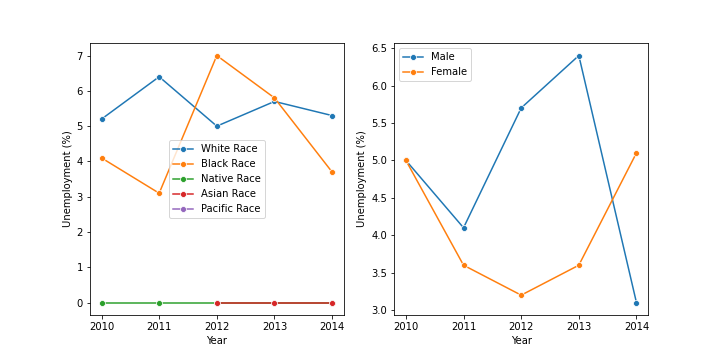 7
6
5
4
3
2
1
0
Unemployment (%)
White Race
Black Race
Native Race
Asian Race
Pacific Race
2010 2011 2012 2013 2014
Year
6.5
6.0
5.5
5.0
4.5
4.0
3.5
3.0
Unemployment (%)
Male
Female
2010 2011 2012 2013 2014
Year